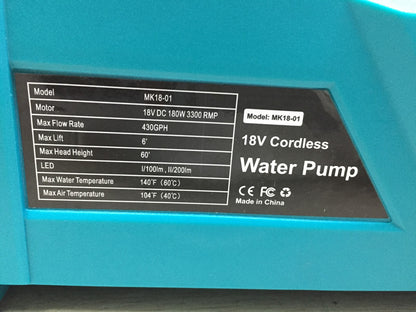 Model MK18-01
Motor 18V DC 180W 3300 RMP
Max Flow Rate 430GPH
Max Lift 6'
Max Head Height 60'
LED I/100lm , II/200lm
Max Water Temperature 140°F (60°C)
Max Air Temperature 104°F (40°C)
Model: MK18-01
18V Cordless
Water Pump
CE FC
Made in China